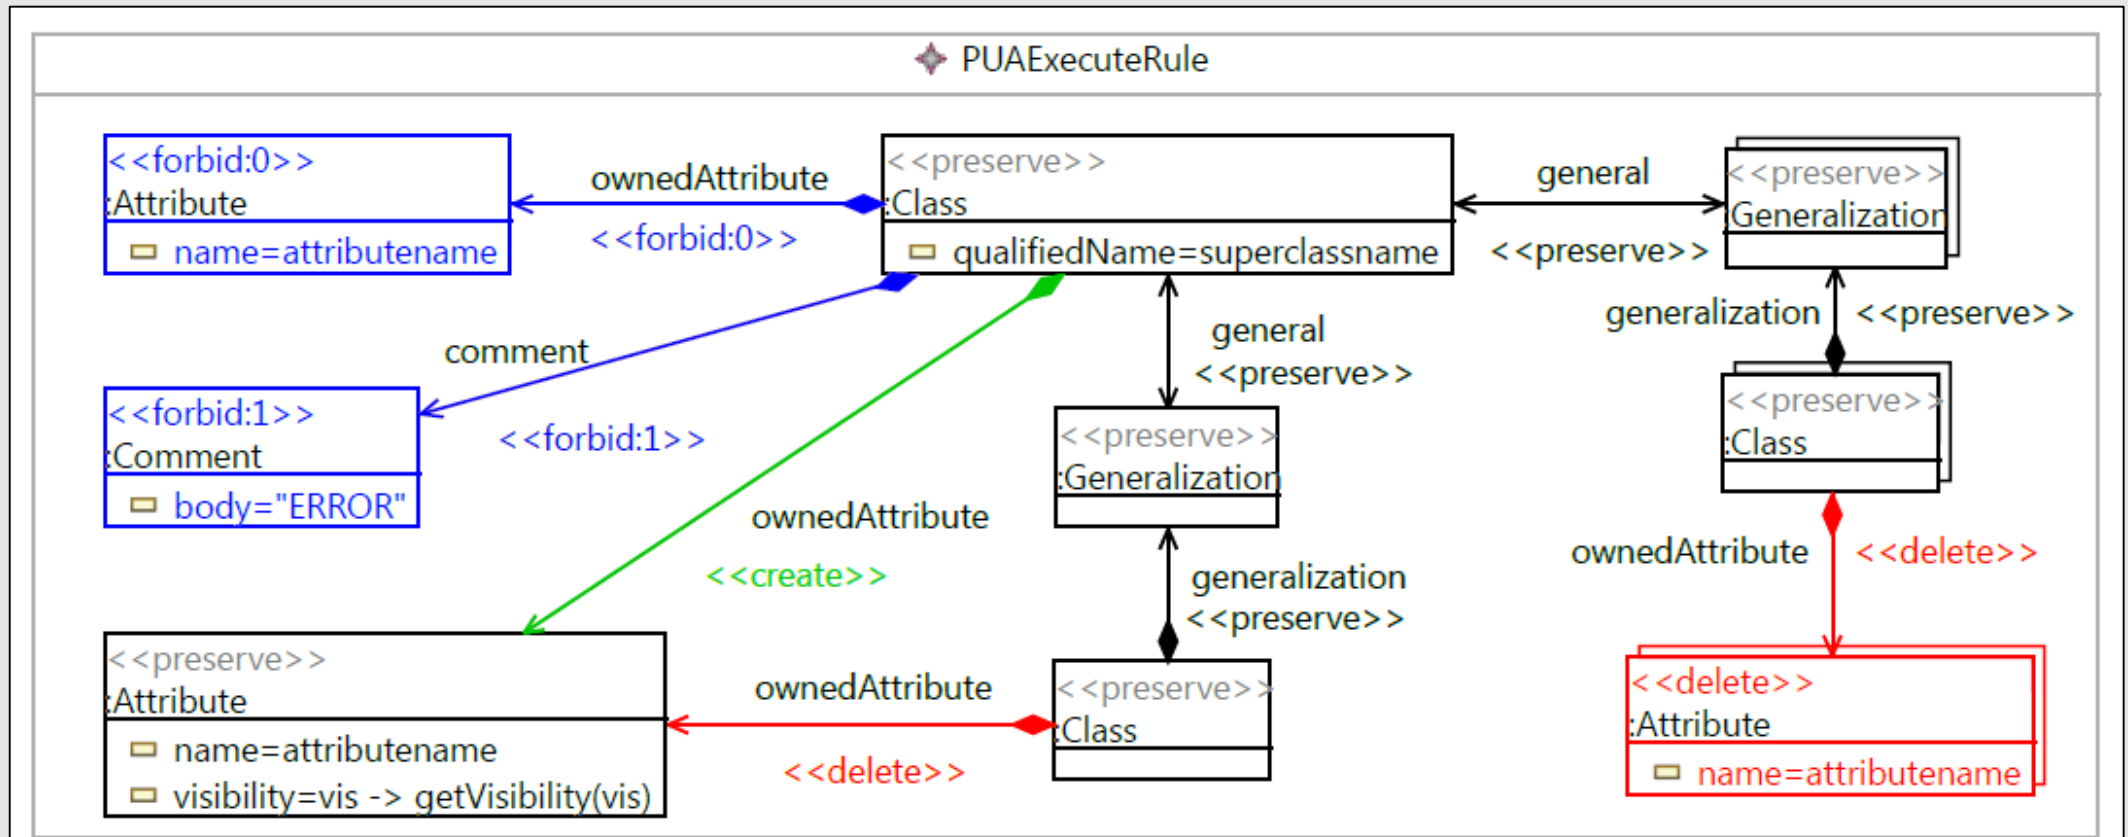 PUAExecuteRule
<<forbid:0>>
:Attribute
name=attributename
ownedAttribute
<<forbid:0>>
<<preserve>>
:Class
qualifiedName=superclassname
general
<<preserve>>
<<preserve>>
:Generalization
generalization
<<preserve>>
comment
<<forbid:1>>
<<forbid:1>>
:Comment
body="ERROR"
general
<<preserve>>
<<preserve>>
:Generalization
<<preserve>>
:Class
ownedAttribute
<<create>>
generalization
<<preserve>>
ownedAttribute
<<delete>>
<<preserve>>
:Attribute
name=attributename
visibility=vis -> getVisibility(vis)
ownedAttribute
<<delete>>
<<preserve>>
:Class
<<delete>>
:Attribute
name=attributename